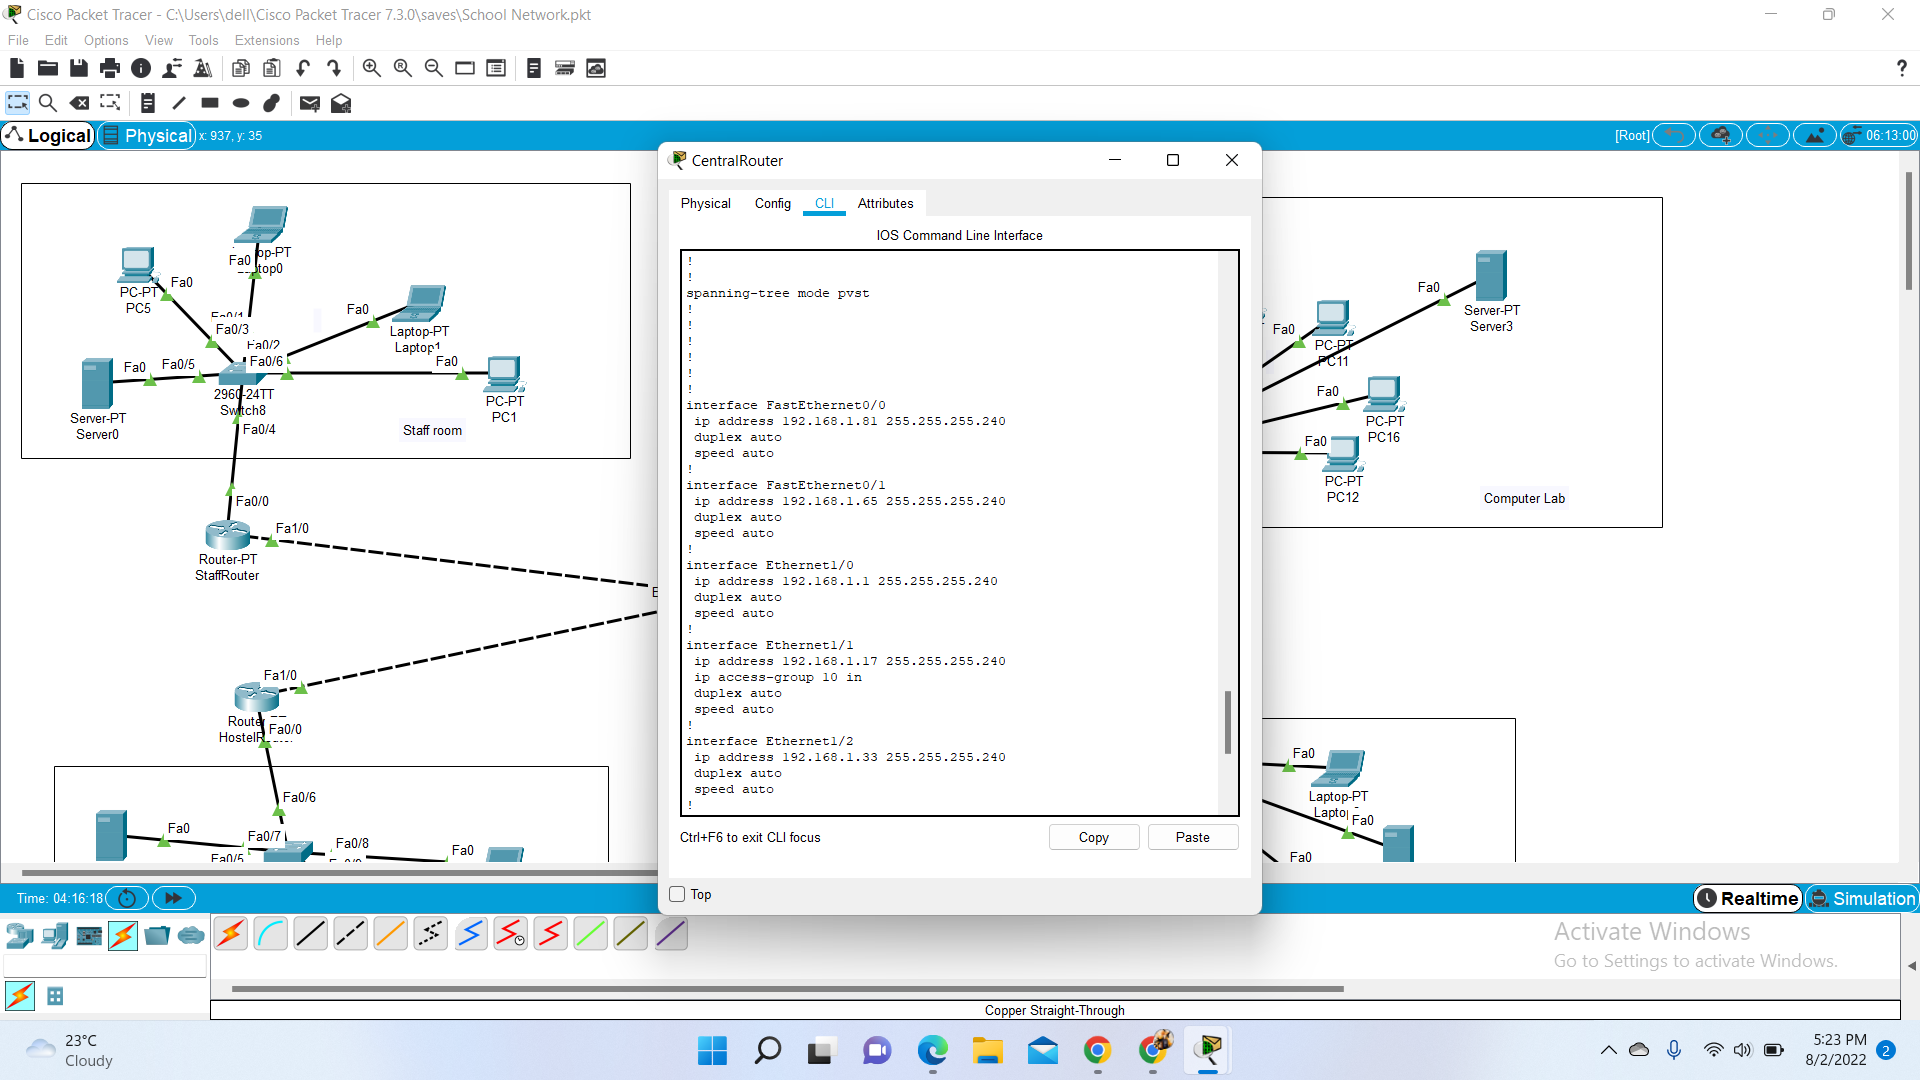 Cisco Packet Tracer - C:\Users\dell\Cisco Packet Tracer 7.3.0\saves\School Network.pkt
File Edit Options View Tools Extensions Help
Logical Physical x: 937, y: 35
[Root] 06:13:00
CentralRouter
Physical Config CLI Attributes
IOS Command Line Interface
!
!
spanning-tree mode pvst
!
!
!
!
!
!
interface FastEthernet0/0
ip address 192.168.1.81 255.255.255.240
duplex auto
speed auto
!
interface FastEthernet0/1
ip address 192.168.1.65 255.255.255.240
duplex auto
speed auto
!
interface Ethernet1/0
ip address 192.168.1.1 255.255.255.240
duplex auto
speed auto
!
interface Ethernet1/1
ip address 192.168.1.17 255.255.255.240
ip access-group 10 in
duplex auto
speed auto
!
interface Ethernet1/2
ip address 192.168.1.33 255.255.255.240
duplex auto
speed auto
!
Ctrl+F6 to exit CLI focus
Copy
Paste
Top
Fa0
PC-PT
PC5
Fa0
Fa0
Laptop-PT
Laptop1
Fa0/3
Fa0/2
Fa0/6
Fa0
Fa0
Fa0/5
2960-24TT
Switch8
Server-PT
Server0
PC-PT
PC1
Fa0/4
Staff room
Fa0/0
Fa1/0
Router-PT
StaffRouter
Fa1/0
Fa0/0
Fa0/6
Fa0
Fa0/7
Fa0/8
Fa0
Fa0/5
Fa0
Server-PT
Server3
Fa0
PC-PT
PC11
Fa0
PC-PT
PC16
Fa0
PC-PT
PC12
Computer Lab
Fa0
Laptop-PT
Fa0
Fa0
Time: 04:16:18
Realtime Simulation
Activate Windows
Go to Settings to activate Windows.
Copper Straight-Through
23°C
Cloudy
5:23 PM
8/2/2022
2